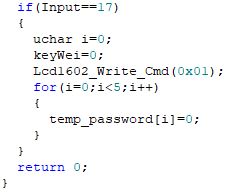 if(Input==17)
{
uchar i=0;
keyWei=0;
Lcd1602_Write_Cmd(0x01);
for(i=0;i<5;i++)
{
temp_password[i]=0;
}
}
return 0;
}